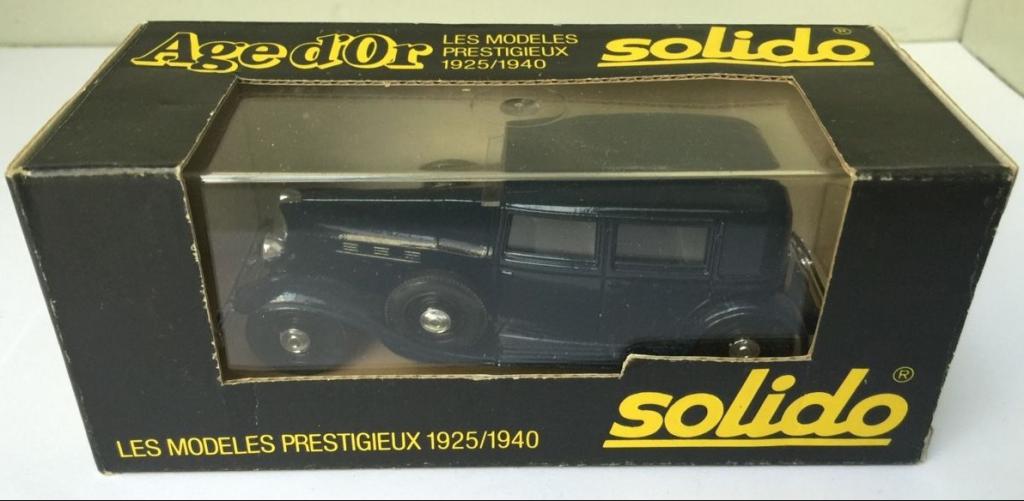 Age d'Or
LES MODELES
PRESTIGIEUX
1925/1940
solido®
solido®
LES MODELES PRESTIGIEUX 1925/1940